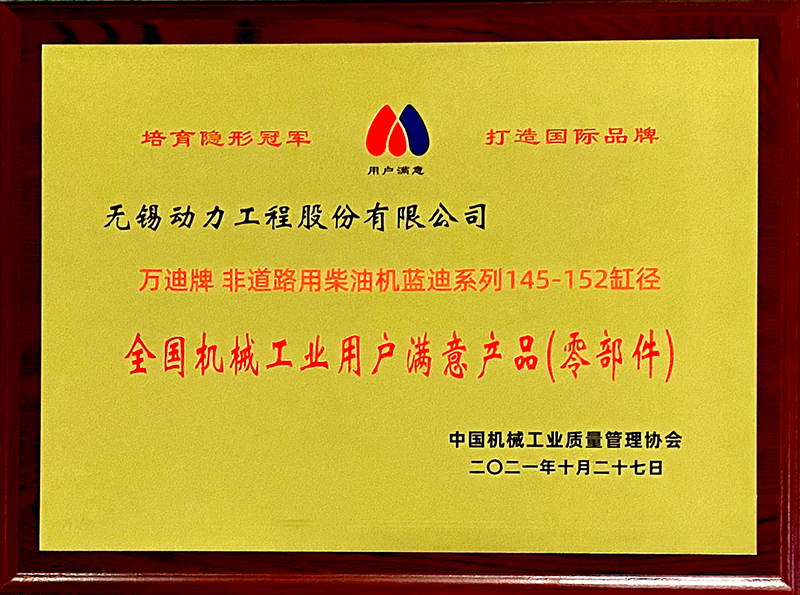 培育隐形冠军 打造国际品牌
用户满意
无锡动力工程股份有限公司
万迪牌 非道路用柴油机蓝迪系列145-152缸径
全国机械工业用户满意产品(零部件)
中国机械工业质量管理协会
二〇二一年十月二十七日